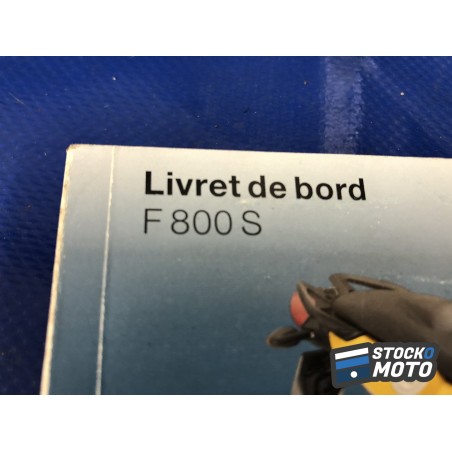 Livret de bord
F 800 S
STOCKO
MOTO